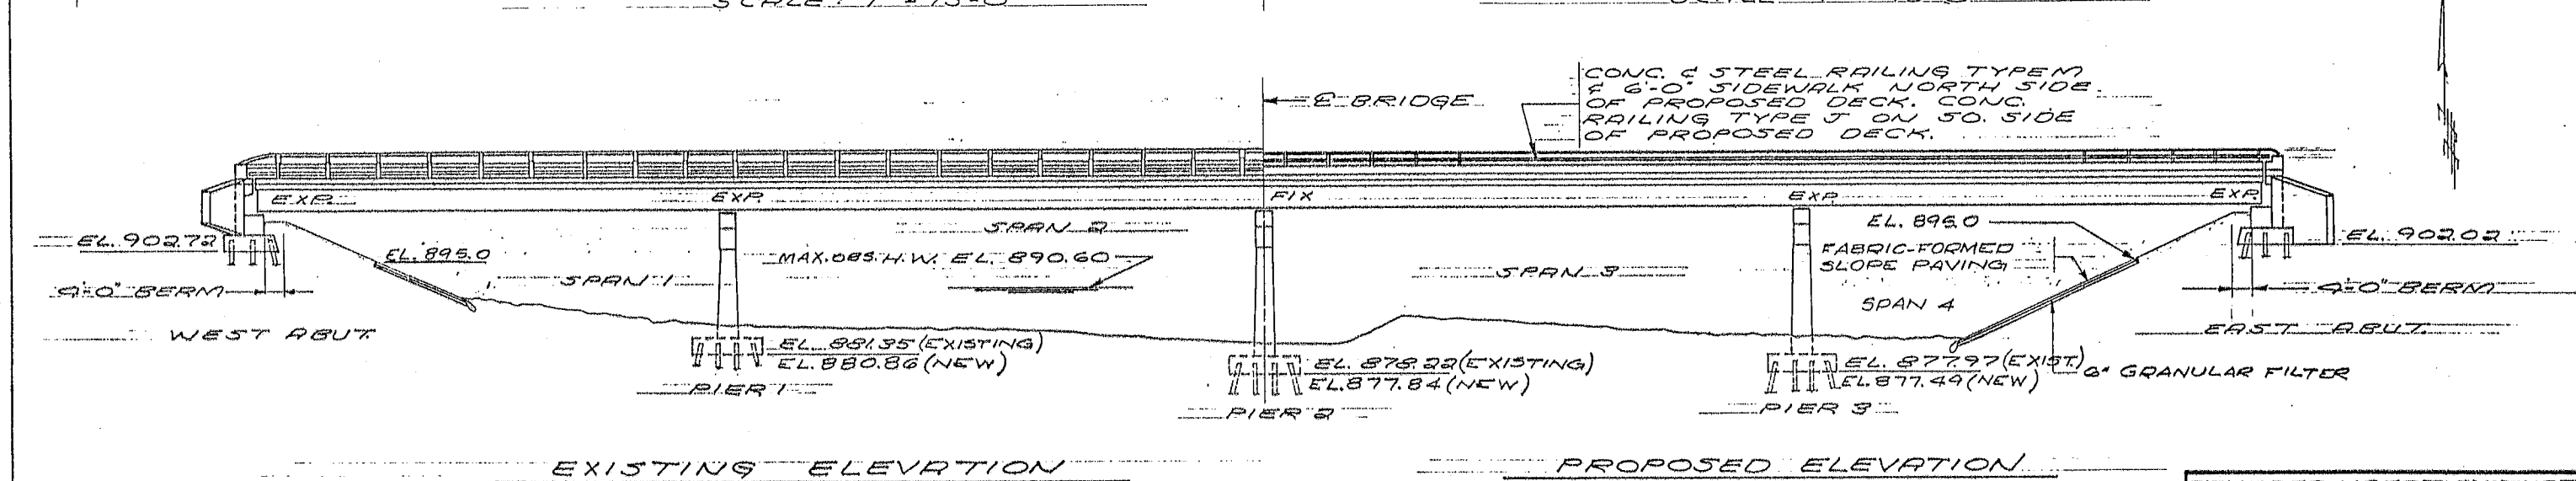 SCALE: 1"=15'-0"
℄ BRIDGE
CONC. & STEEL RAILING TYPE M
& 6'-0" SIDEWALK NORTH SIDE
OF PROPOSED DECK. CONC.
RAILING TYPE J ON SO. SIDE
OF PROPOSED DECK.
EXP.
EXP.
FIX
EXP.
EXP.
EL. 902.72
EL. 895.0
SPAN 2
MAX. OBS. H.W. EL. 890.60
SPAN 1
SPAN 3
EL. 895.0
FABRIC-FORMED
SLOPE PAVING
SPAN 4
EL. 902.02
BERM
BERM
WEST ABUT.
EAST ABUT.
EL. 881.35 (EXISTING)
EL. 880.86 (NEW)
PIER 1
EL. 878.22 (EXISTING)
EL. 877.84 (NEW)
PIER 2
EL. 877.97 (EXIST.)
EL. 877.49 (NEW)
6" GRANULAR FILTER
PIER 3
EXISTING ELEVATION
PROPOSED ELEVATION